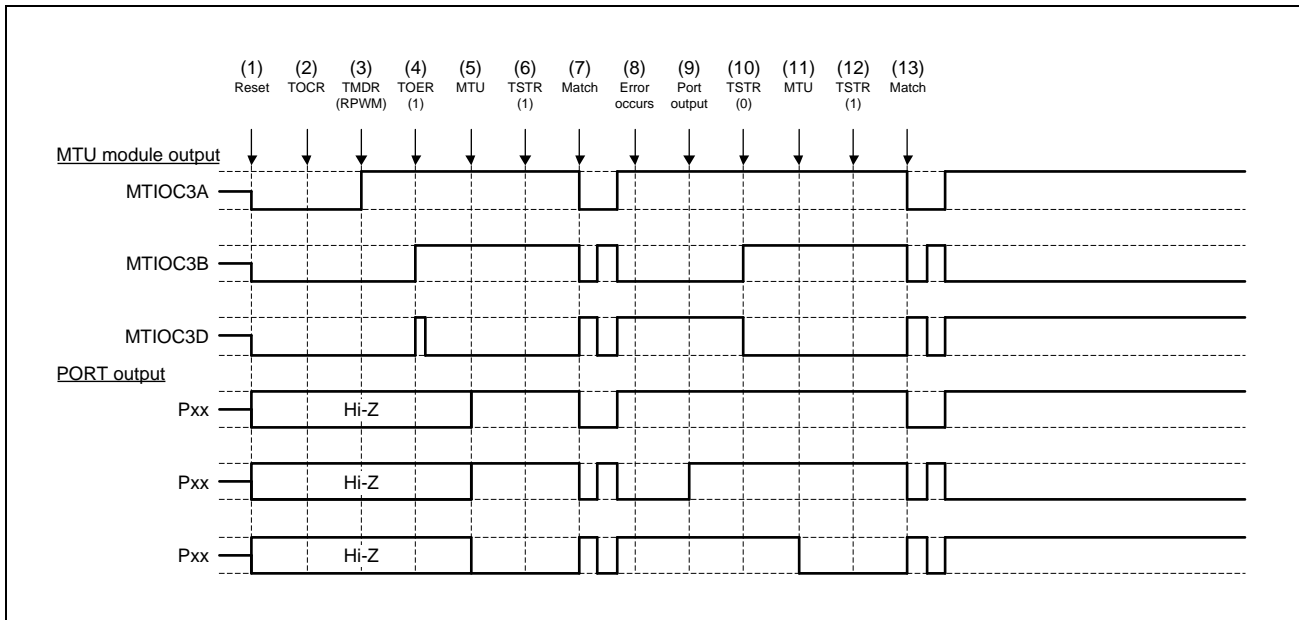 (1) (2) (3) (4) (5) (6) (7) (8) (9) (10) (11) (12) (13)
Reset TOCR TMDR TOER MTU TSTR Match Error Port TSTR MTU TSTR Match
(RPWM) (1) (1) occurs output (0) (1)
MTU module output
MTIOC3A
MTIOC3B
MTIOC3D
PORT output
Pxx Hi-Z
Pxx Hi-Z
Pxx Hi-Z